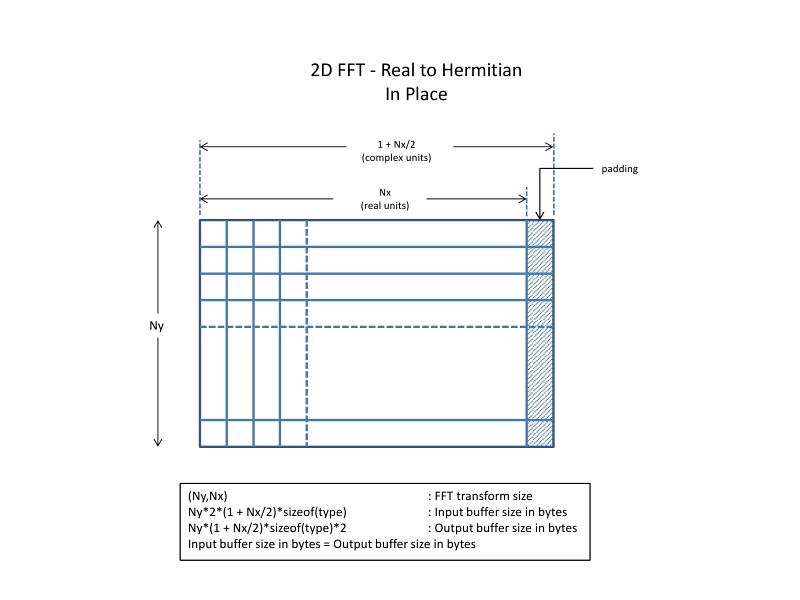 2D FFT - Real to Hermitian
In Place
1 + Nx/2
(complex units)
padding
Nx
(real units)
Ny
(Ny,Nx) : FFT transform size
Ny*2*(1 + Nx/2)*sizeof(type) : Input buffer size in bytes
Ny*(1 + Nx/2)*sizeof(type)*2 : Output buffer size in bytes
Input buffer size in bytes = Output buffer size in bytes